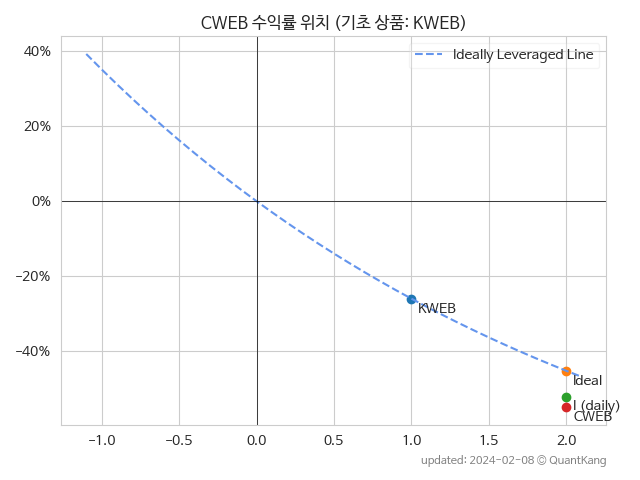 CWEB 수익률 위치 (기초 상품: KWEB)
Ideally Leveraged Line
40%
20%
0%
−20%
−40%
KWEB
Ideal
l (daily)
CWEB
−1.0
−0.5
0.0
0.5
1.0
1.5
2.0
updated: 2024-02-08 © QuantKang